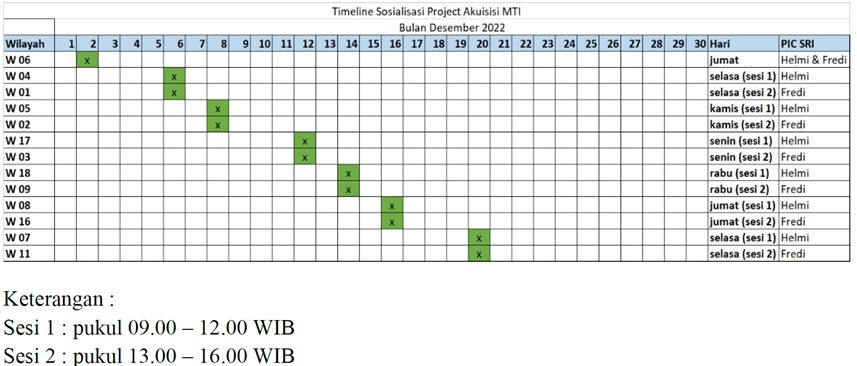 Timeline Sosialisasi Project Akuisisi MTI
Bulan Desember 2022
Wilayah 1 2 3 4 5 6 7 8 9 10 11 12 13 14 15 16 17 18 19 20 21 22 23 24 25 26 27 28 29 30 Hari PIC SRI
W 06 x jumat Helmi & Fredi
W 04 x selasa (sesi 1) Helmi
W 01 x selasa (sesi 2) Fredi
W 05 x kamis (sesi 1) Helmi
W 02 x kamis (sesi 2) Fredi
W 17 x senin (sesi 1) Helmi
W 03 x senin (sesi 2) Fredi
W 18 x rabu (sesi 1) Helmi
W 09 x rabu (sesi 2) Fredi
W 08 x jumat (sesi 1) Helmi
W 16 x jumat (sesi 2) Fredi
W 07 x selasa (sesi 1) Helmi
W 11 x selasa (sesi 2) Fredi
Keterangan :
Sesi 1 : pukul 09.00 – 12.00 WIB
Sesi 2 : pukul 13.00 – 16.00 WIB